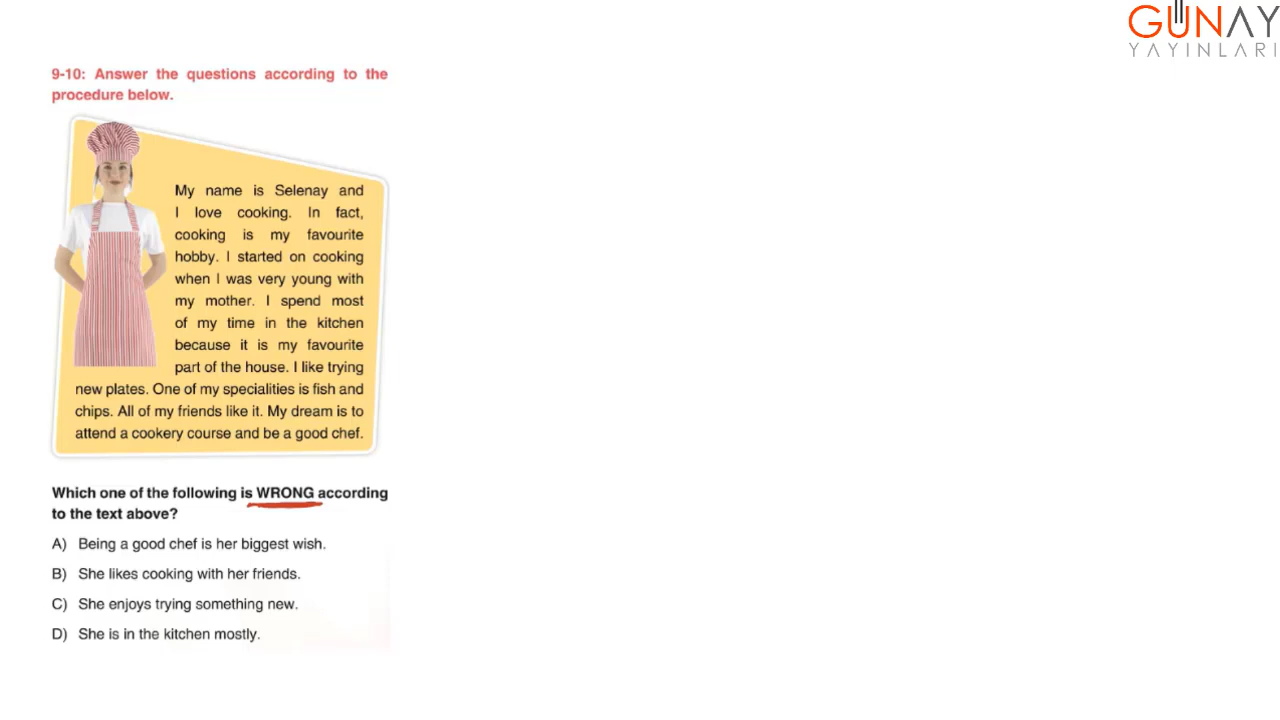 GÜNAY
YAYINLARI
9-10: Answer the questions according to the
procedure below.
My name is Selenay and
I love cooking. In fact,
cooking is my favourite
hobby. I started on cooking
when I was very young with
my mother. I spend most
of my time in the kitchen
because it is my favourite
part of the house. I like trying
new plates. One of my specialities is fish and
chips. All of my friends like it. My dream is to
attend a cookery course and be a good chef.
Which one of the following is WRONG according
to the text above?
A) Being a good chef is her biggest wish.
B) She likes cooking with her friends.
C) She enjoys trying something new.
D) She is in the kitchen mostly.